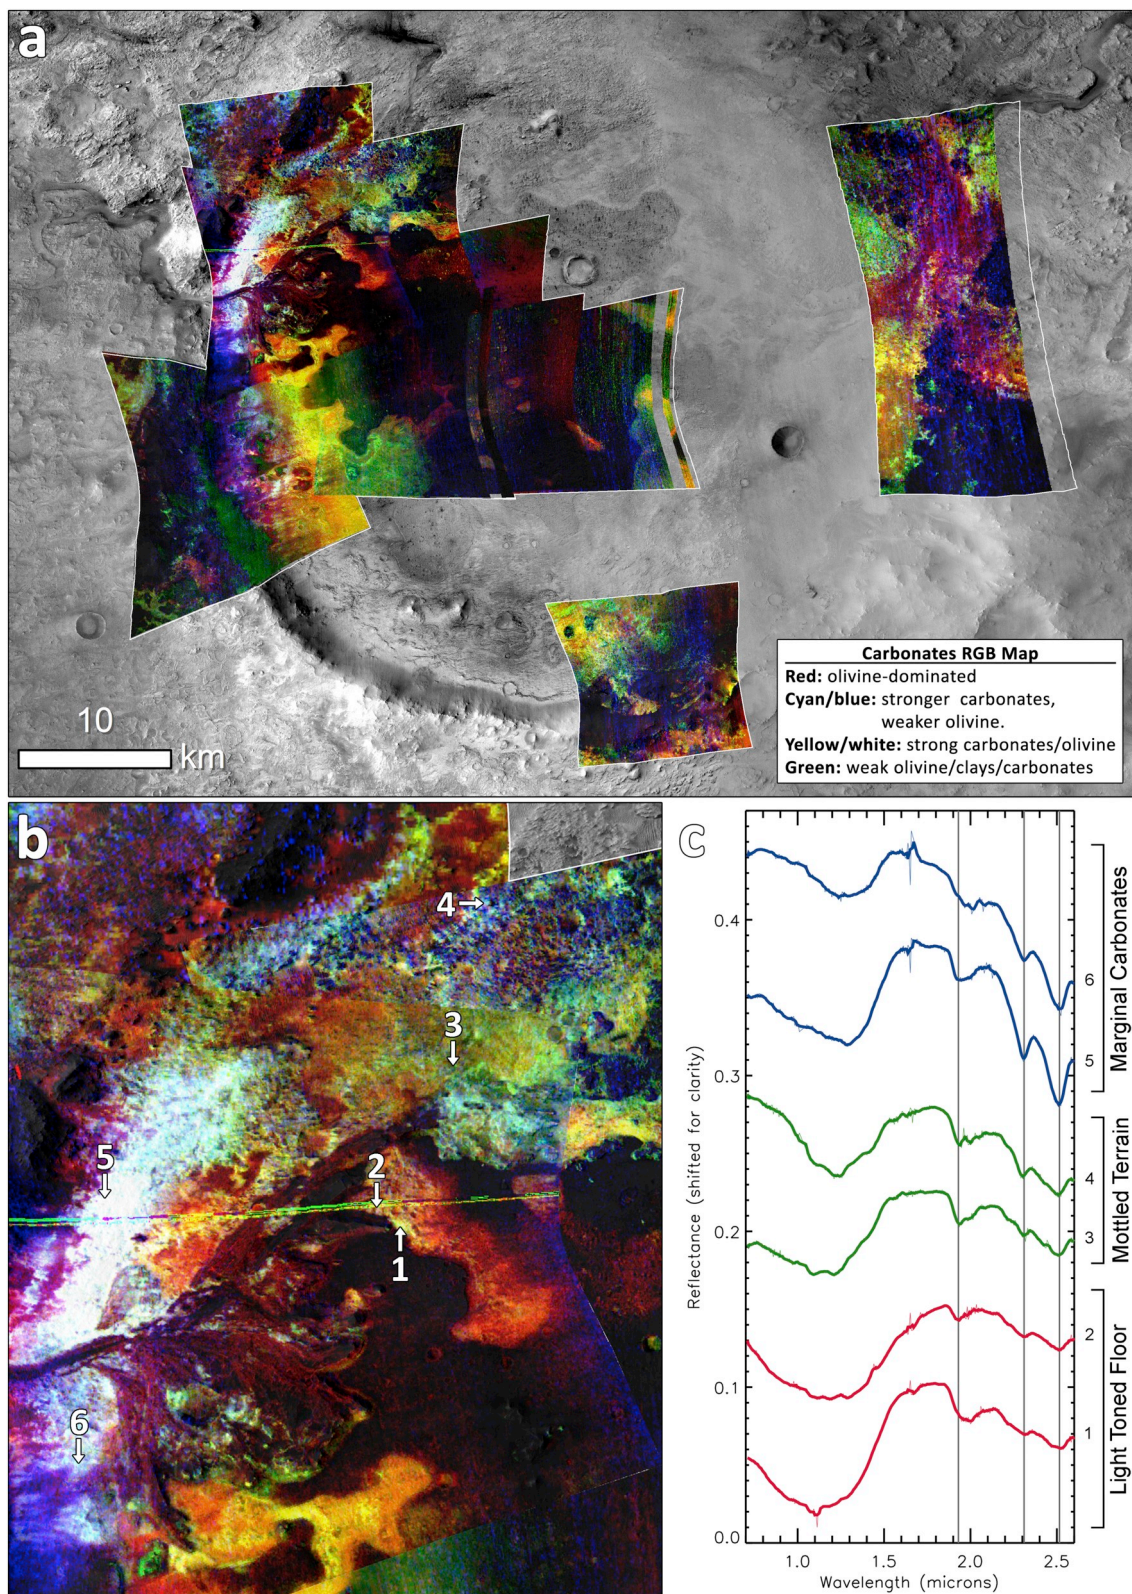 a
10
km
Carbonates RGB Map
Red: olivine-dominated
Cyan/blue: stronger carbonates,
weaker olivine.
Yellow/white: strong carbonates/olivine
Green: weak olivine/clays/carbonates
b
4
3
5
2
1
6
C
0.4
0.3
0.2
0.1
0.0
Reflectance (shifted for clarity)
1.0 1.5 2.0 2.5
Wavelength (microns)
6
5
4
3
2
1
Marginal Carbonates
Mottled Terrain
Light Toned Floor